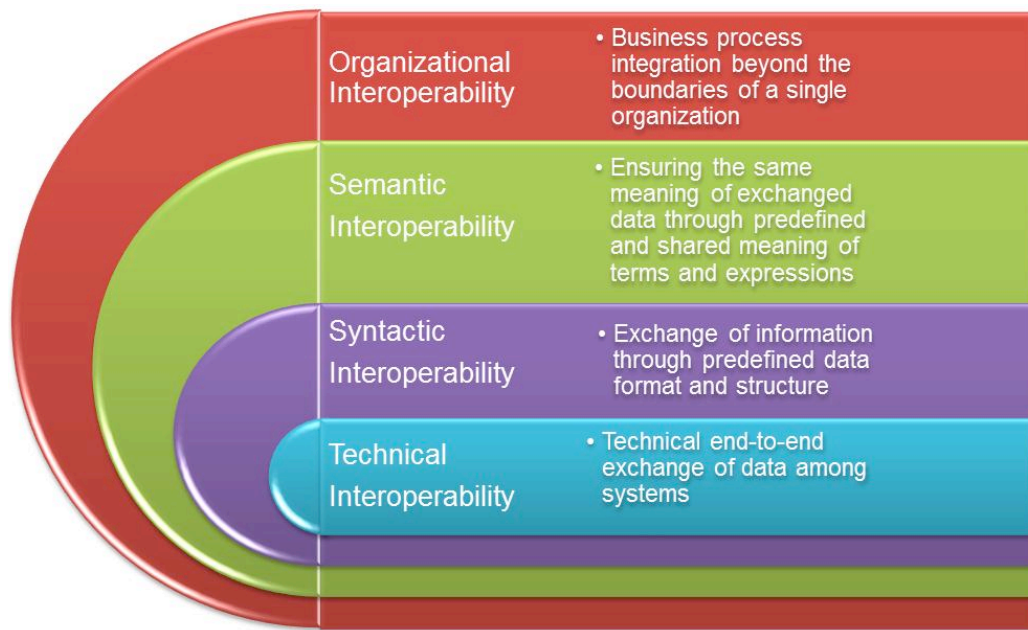 Organizational
Interoperability
• Business process
integration beyond the
boundaries of a single
organization
Semantic
Interoperability
• Ensuring the same
meaning of exchanged
data through predefined
and shared meaning of
terms and expressions
Syntactic
Interoperability
• Exchange of information
through predefined data
format and structure
Technical
Interoperability
• Technical end-to-end
exchange of data among
systems